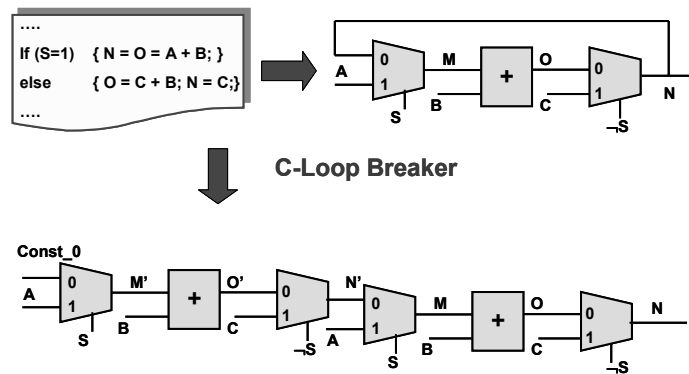 ....
If (S=1) { N = O = A + B; }
else { O = C + B; N = C;}
....
A 0 1 S M B + O C 0 1 ¬S N
C-Loop Breaker
Const_0
A 0 1 S M' B + O' C 0 1 ¬S N' A 0 1 S M B + O C 0 1 ¬S N